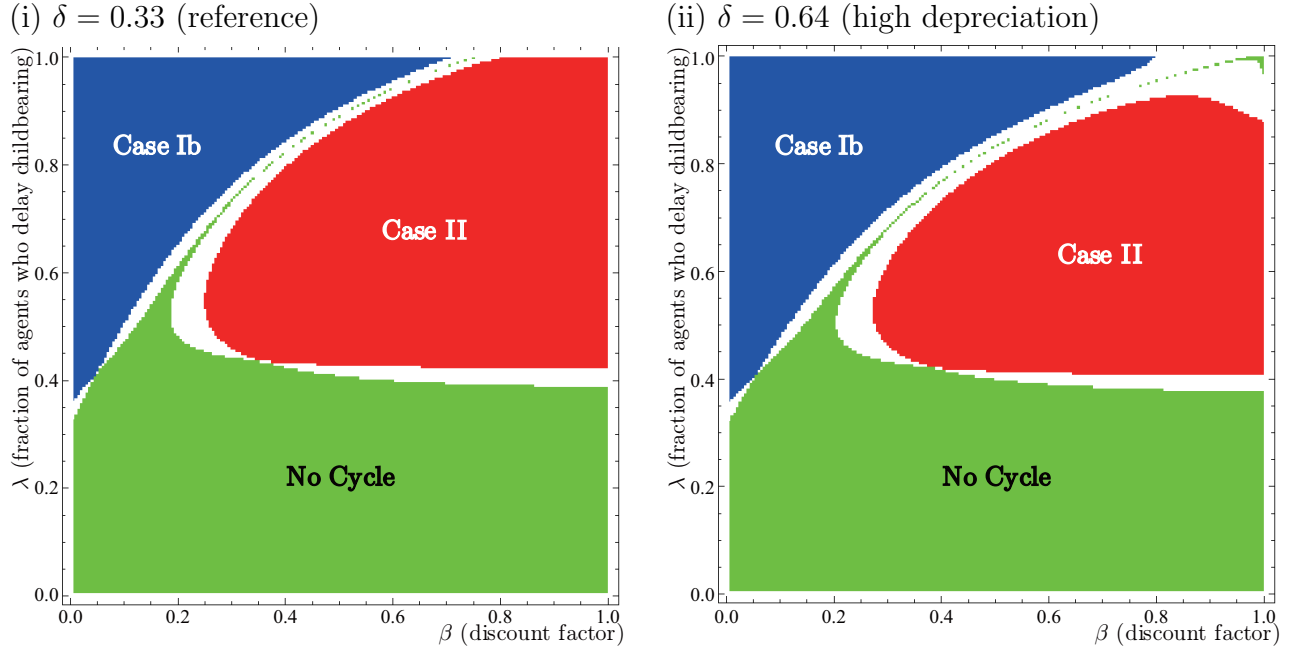 (i) δ = 0.33 (reference)
λ (fraction of agents who delay childbearing)
1.0
0.8
0.6
0.4
0.2
0.0
Case Ib
Case II
No Cycle
0.0 0.2 0.4 0.6 0.8 1.0
β (discount factor)
(ii) δ = 0.64 (high depreciation)
λ (fraction of agents who delay childbearing)
1.0
0.8
0.6
0.4
0.2
0.0
Case Ib
Case II
No Cycle
0.0 0.2 0.4 0.6 0.8 1.0
β (discount factor)